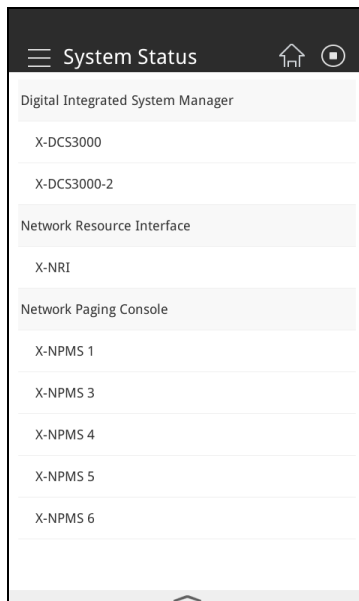 System Status
Digital Integrated System Manager
X-DCS3000
X-DCS3000-2
Network Resource Interface
X-NRI
Network Paging Console
X-NPMS 1
X-NPMS 3
X-NPMS 4
X-NPMS 5
X-NPMS 6